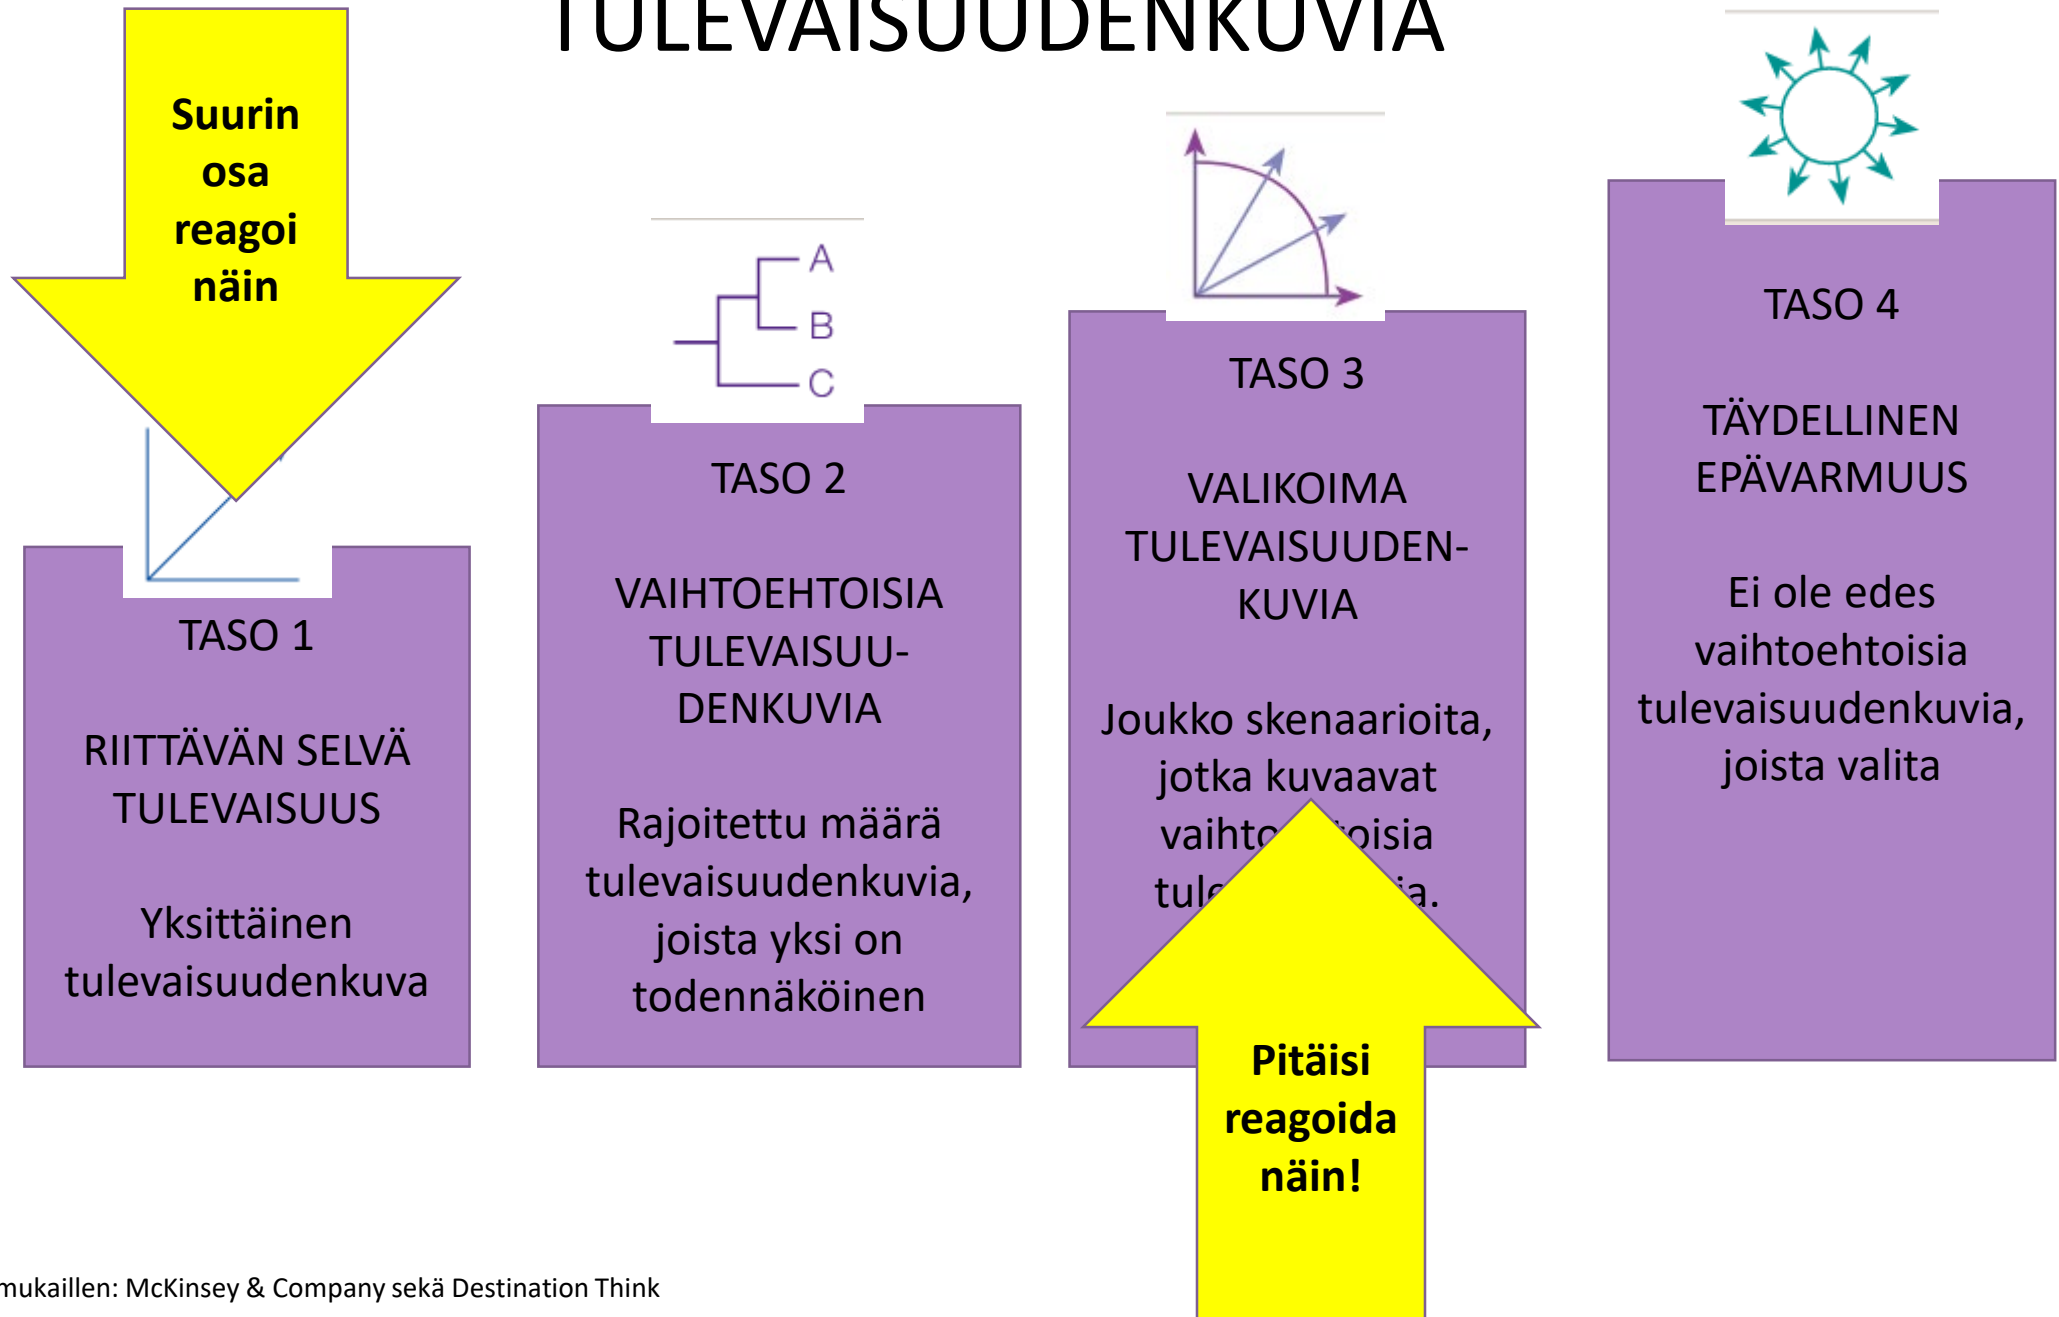 TULEVAISUUDENKUVIA
Suurin
osa
reagoi
näin
TASO 1
RIITTÄVÄN SELVÄ
TULEVAISUUS
Yksittäinen
tulevaisuudenkuva
A
B
C
TASO 2
VAIHTOEHTOISIA
TULEVAISUU-
DENKUVIA
Rajoitettu määrä
tulevaisuudenkuvia,
joista yksi on
todennäköinen
TASO 3
VALIKOIMA
TULEVAISUUDEN-
KUVIA
Joukko skenaarioita,
jotka kuvaavat
Pitäisi
reagoida
näin!
TASO 4
TÄYDELLINEN
EPÄVARMUUS
Ei ole edes
vaihtoehtoisia
tulevaisuudenkuvia,
joista valita
mukaillen: McKinsey & Company sekä Destination Think